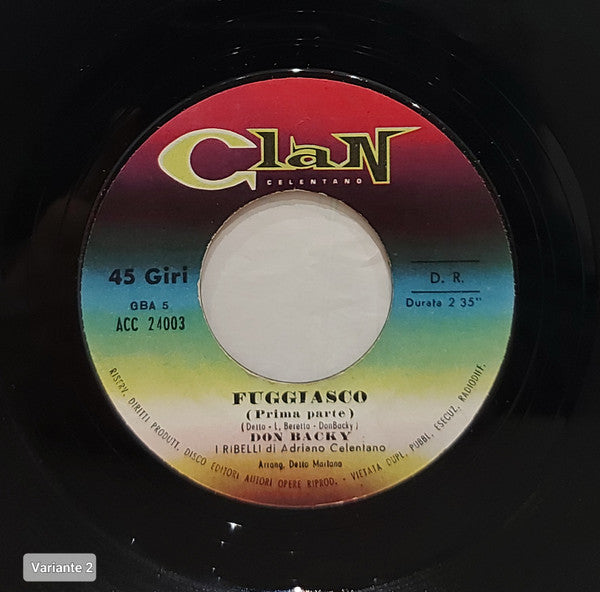 Clan
CELENTANO
45 Giri
GBA 5
ACC 24003
D. R.
Durata 2 35"
FUGGIASCO
(Prima parte)
(Detto - L. Beretta - DonBacky)
DON BACKY
I RIBELLI di Adriano Celentano
Arrang. Detto Mariano
RISERV. DIRITTI PRODUTT. DISCO EDITORI AUTORI OPERE RIPROD. - VIETATA DUPL. PUBBL. ESECUZ. RADIODIFF.
Variante 2